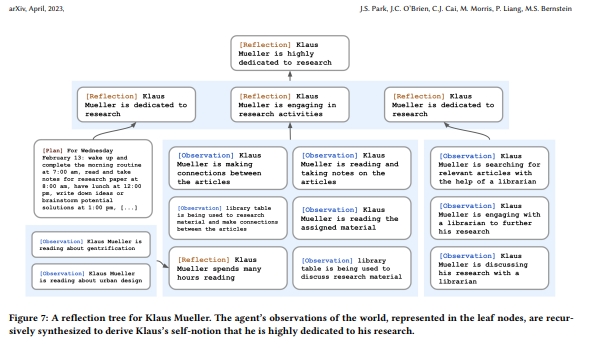 arXiv, April, 2023,
J.S. Park, J.C. O'Brien, C.J. Cai, M. Morris, P. Liang, M.S. Bernstein
[Reflection] Klaus
Mueller is highly
dedicated to research
[Reflection] Klaus
Mueller is dedicated to
research
[Reflection] Klaus
Mueller is engaging in
research activities
[Reflection] Klaus
Mueller is dedicated to
research
[Plan] For Wednesday
February 13: wake up and
complete the morning routine
at 7:00 am, read and take
notes for research paper at
8:00 am, have lunch at 12:00
pm, write down ideas or
brainstorm potential
solutions at 1:00 pm, [...]
[Observation] Klaus
Mueller is making
connections between
the articles
[Observation] Klaus
Mueller is reading and
taking notes on the
articles
[Observation] Klaus
Mueller is searching for
relevant articles with
the help of a librarian
[Observation] library table
is being used to research
material and make connections
between the articles
[Observation] Klaus
Mueller is reading the
assigned material
[Observation] Klaus
Mueller is engaging with
a librarian to further
his research
[Observation] Klaus Mueller is
reading about gentrification
[Observation] Klaus Mueller
is reading about urban design
[Reflection] Klaus
Mueller spends many
hours reading
[Observation] library
table is being used to
discuss research material
[Observation] Klaus
Mueller is discussing
his research with a
librarian
Figure 7: A reflection tree for Klaus Mueller. The agent's observations of the world, represented in the leaf nodes, are recur-
sively synthesized to derive Klaus's self-notion that he is highly dedicated to his research.